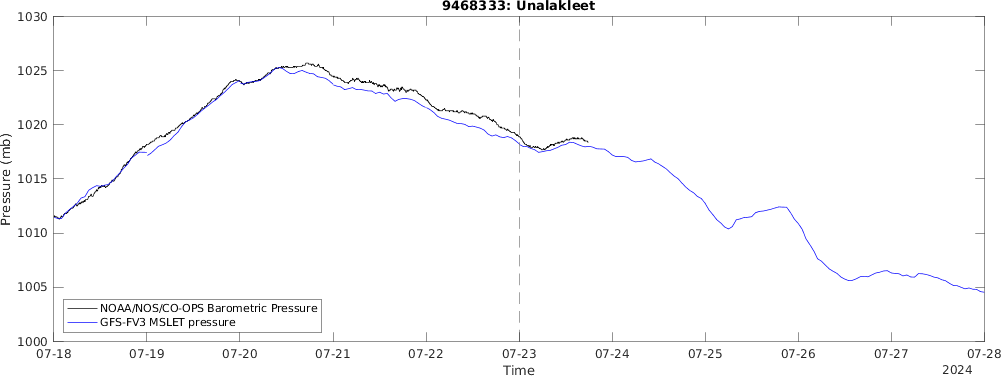 9468333: Unalakleet
Pressure (mb)
1030
1025
1020
1015
1010
1005
1000
NOAA/NOS/CO-OPS Barometric Pressure
GFS-FV3 MSLET pressure
07-18 07-19 07-20 07-21 07-22 07-23 07-24 07-25 07-26 07-27 07-28
Time
2024